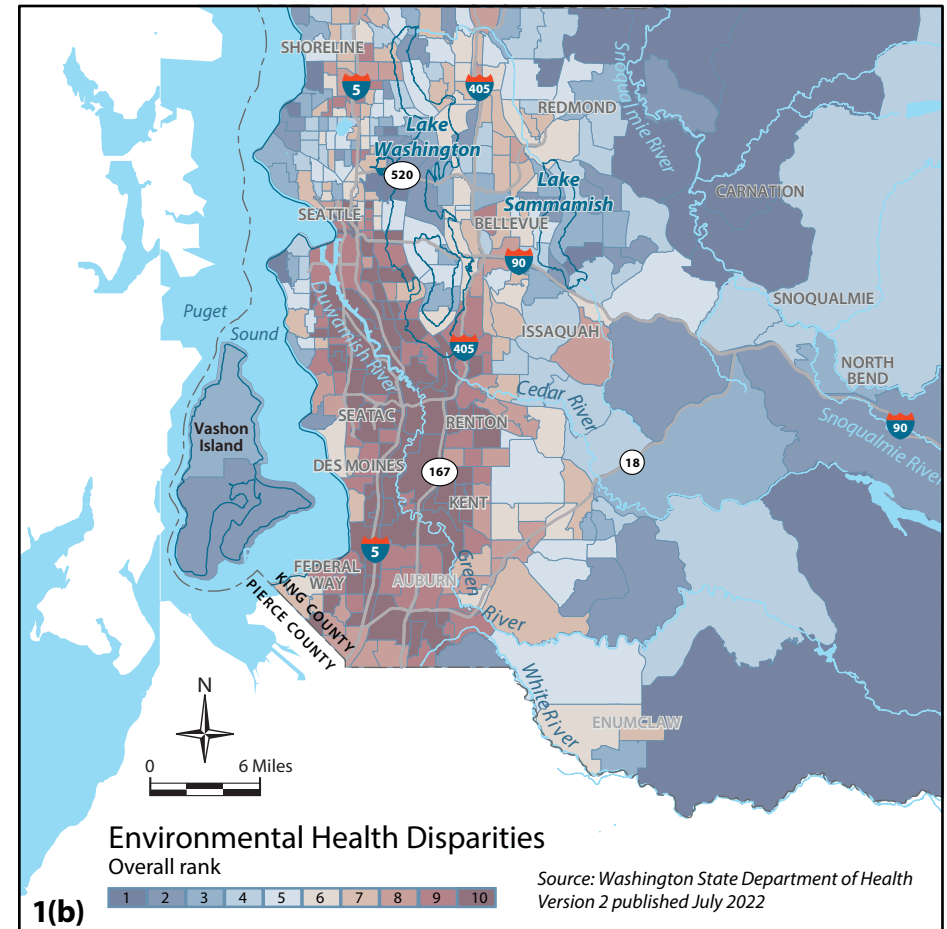 SHORELINE
5
405
REDMOND
Snoqualmie River
Lake
Washington
520
Lake
Sammamish
CARNATION
SEATTLE
BELLEVUE
90
Puget
Sound
Duwamish River
SNOQUALMIE
ISSAQUAH
405
NORTH
BEND
Cedar River
SEATAC
RENTON
Snoqualmie River
90
Vashon
Island
DES MOINES
167
18
KENT
5
FEDERAL
WAY
AUBURN
Green
River
KING COUNTY
PIERCE COUNTY
White River
ENUMCLAW
N
0 6 Miles
Environmental Health Disparities
Overall rank
1 2 3 4 5 6 7 8 9 10
Source: Washington State Department of Health
Version 2 published July 2022
1(b)